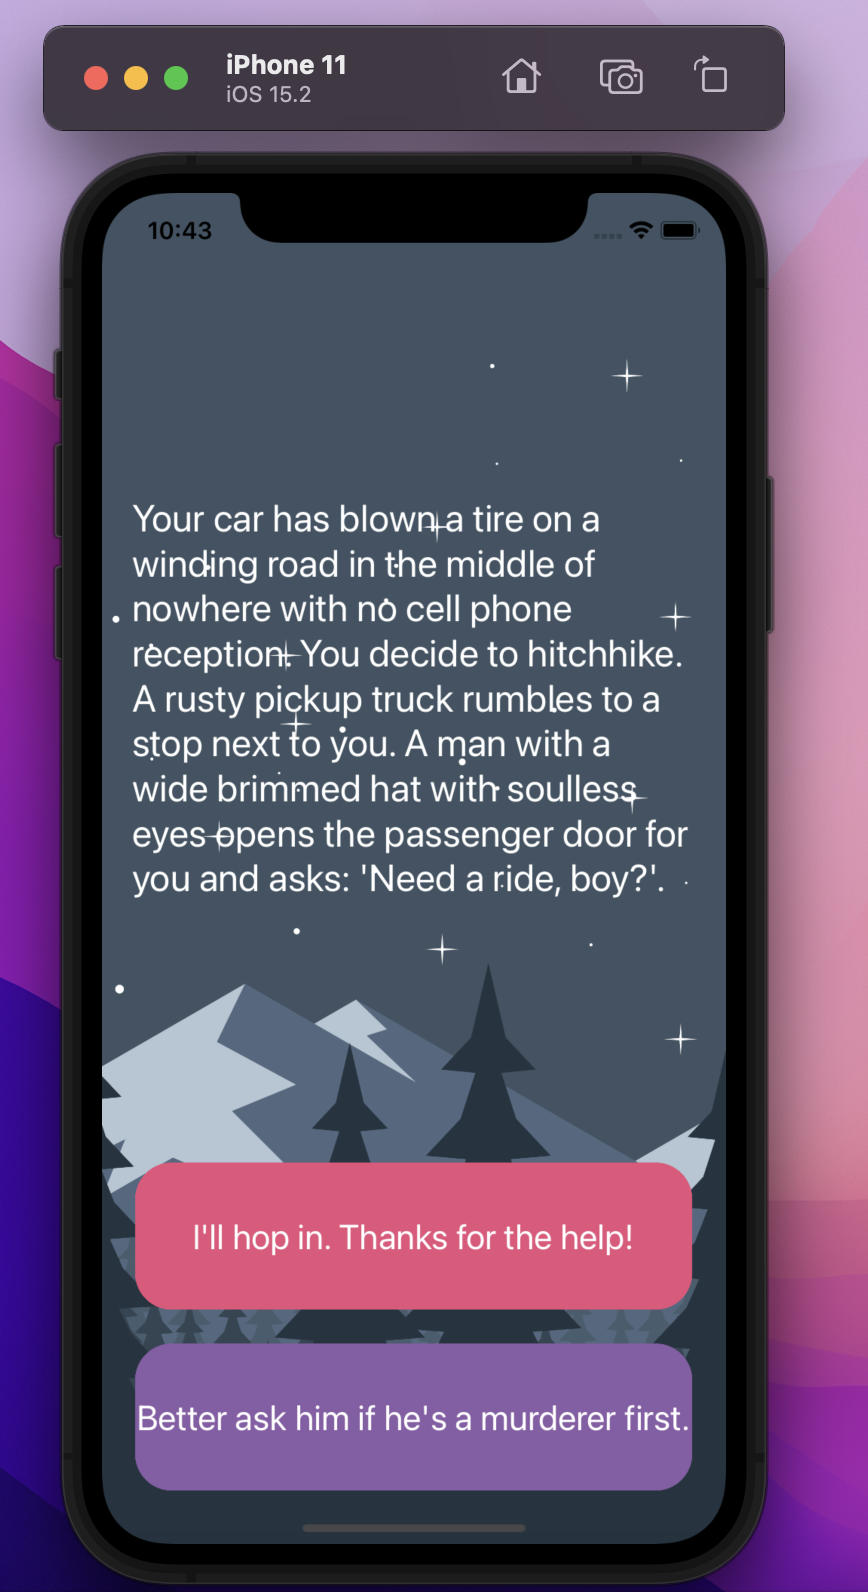 iPhone 11
iOS 15.2
10:43
Your car has blown a tire on a
winding road in the middle of
nowhere with no cell phone
reception. You decide to hitchhike.
A rusty pickup truck rumbles to a
stop next to you. A man with a
wide brimmed hat with soulless
eyes opens the passenger door for
you and asks: 'Need a ride, boy?'.
I'll hop in. Thanks for the help!
Better ask him if he's a murderer first.